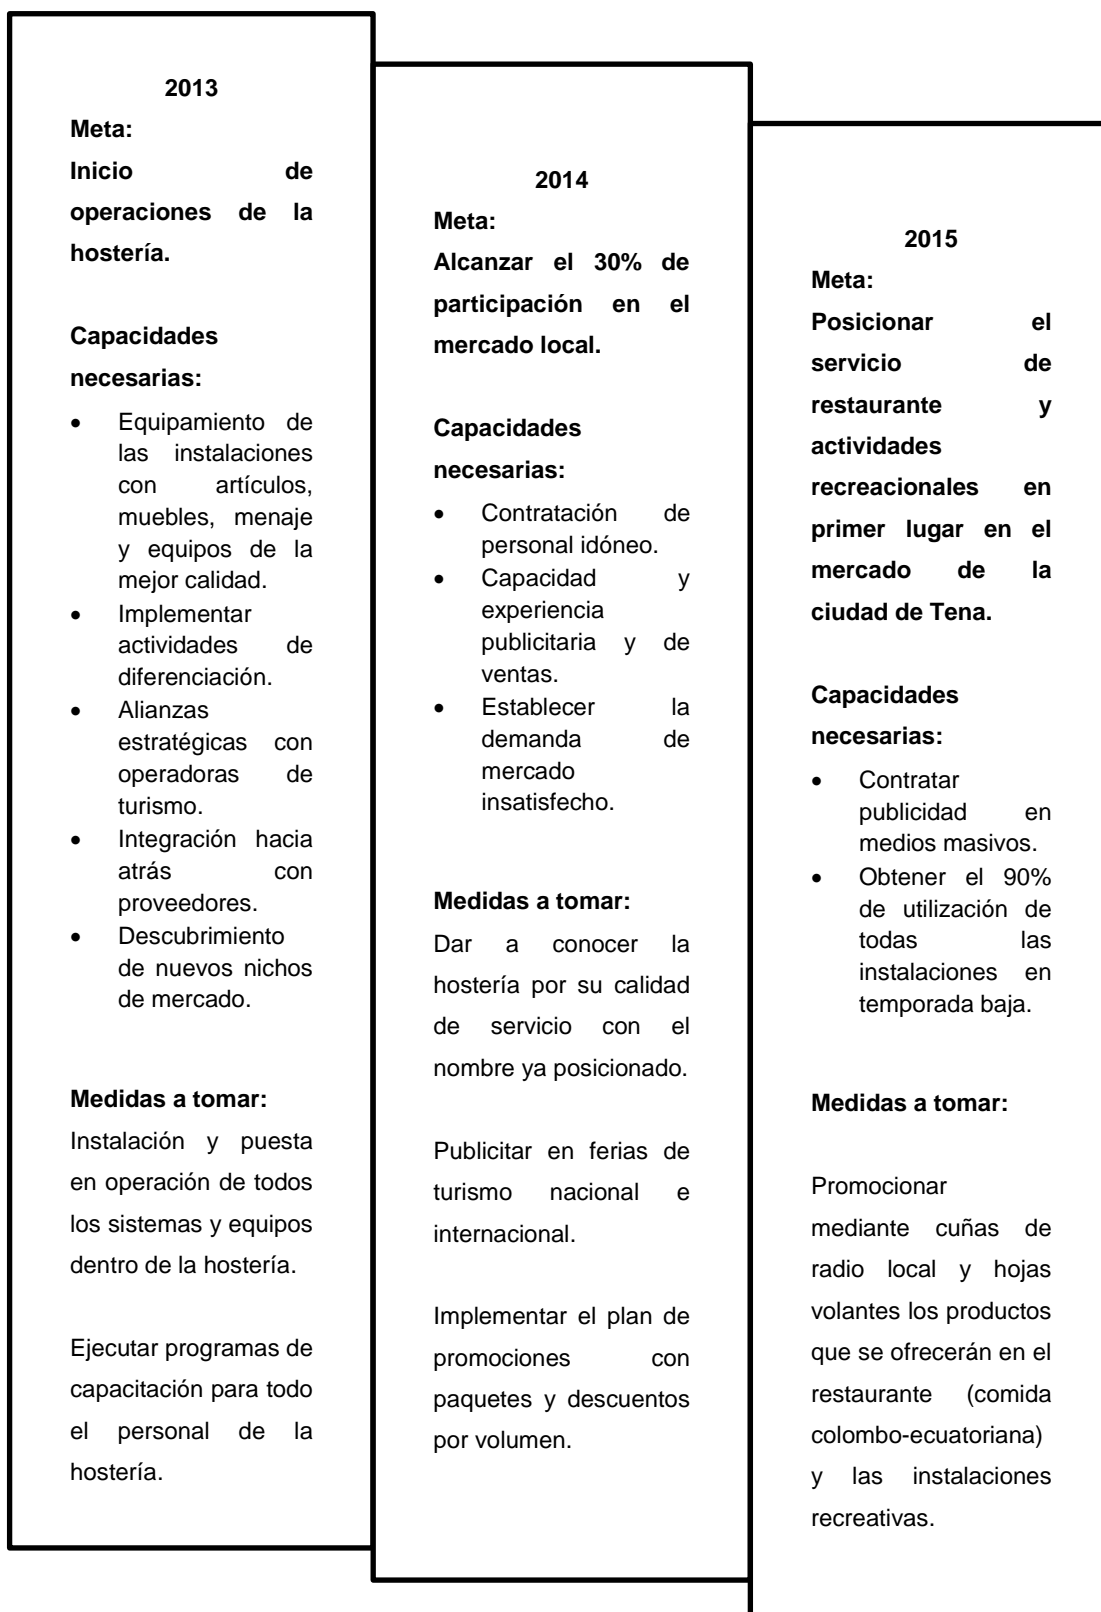 2013
Meta:
Inicio de
operaciones de la
hostería.
Capacidades
necesarias:
• Equipamiento de
las instalaciones
con artículos,
muebles, menaje
y equipos de la
mejor calidad.
• Implementar
actividades de
diferenciación.
• Alianzas
estratégicas con
operadoras de
turismo.
• Integración hacia
atrás con
proveedores.
• Descubrimiento
de nuevos nichos
de mercado.
Medidas a tomar:
Instalación y puesta
en operación de todos
los sistemas y equipos
dentro de la hostería.
Ejecutar programas de
capacitación para todo
el personal de la
hostería.
2014
Meta:
Alcanzar el 30% de
participación en el
mercado local.
Capacidades
necesarias:
• Contratación de
personal idóneo.
• Capacidad y
experiencia
publicitaria y de
ventas.
• Establecer la
demanda de
mercado
insatisfecho.
Medidas a tomar:
Dar a conocer la
hostería por su calidad
de servicio con el
nombre ya posicionado.
Publicitar en ferias de
turismo nacional e
internacional.
Implementar el plan de
promociones con
paquetes y descuentos
por volumen.
2015
Meta:
Posicionar el
servicio de
restaurante y
actividades
recreacionales en
primer lugar en el
mercado de la
ciudad de Tena.
Capacidades
necesarias:
• Contratar
publicidad en
medios masivos.
• Obtener el 90%
de utilización de
todas las
instalaciones en
temporada baja.
Medidas a tomar:
Promocionar
mediante cuñas de
radio local y hojas
volantes los productos
que se ofrecerán en el
restaurante (comida
colombo-ecuatoriana)
y las instalaciones
recreativas.